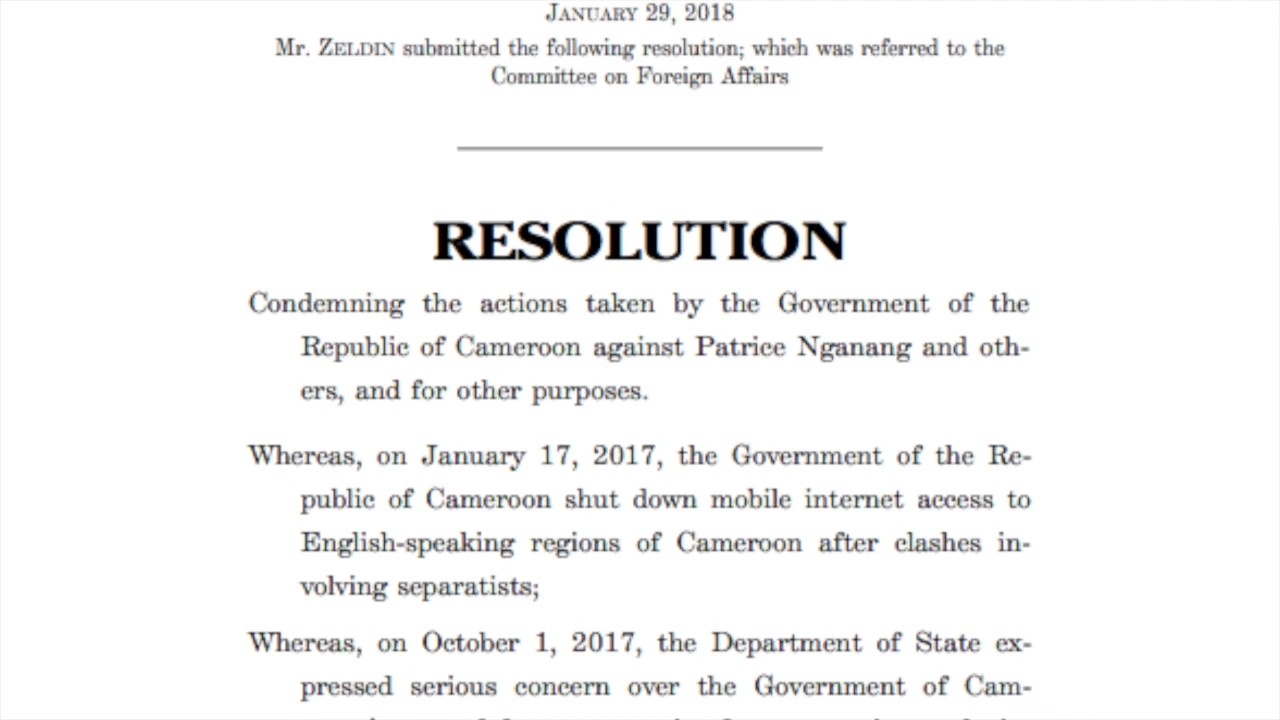 JANUARY 29, 2018
Mr. ZELDIN submitted the following resolution; which was referred to the
Committee on Foreign Affairs
RESOLUTION
Condemning the actions taken by the Government of the
Republic of Cameroon against Patrice Nganang and oth-
ers, and for other purposes.
Whereas, on January 17, 2017, the Government of the Re-
public of Cameroon shut down mobile internet access to
English-speaking regions of Cameroon after clashes in-
volving separatists;
Whereas, on October 1, 2017, the Department of State ex-
pressed serious concern over the Government of Cam-